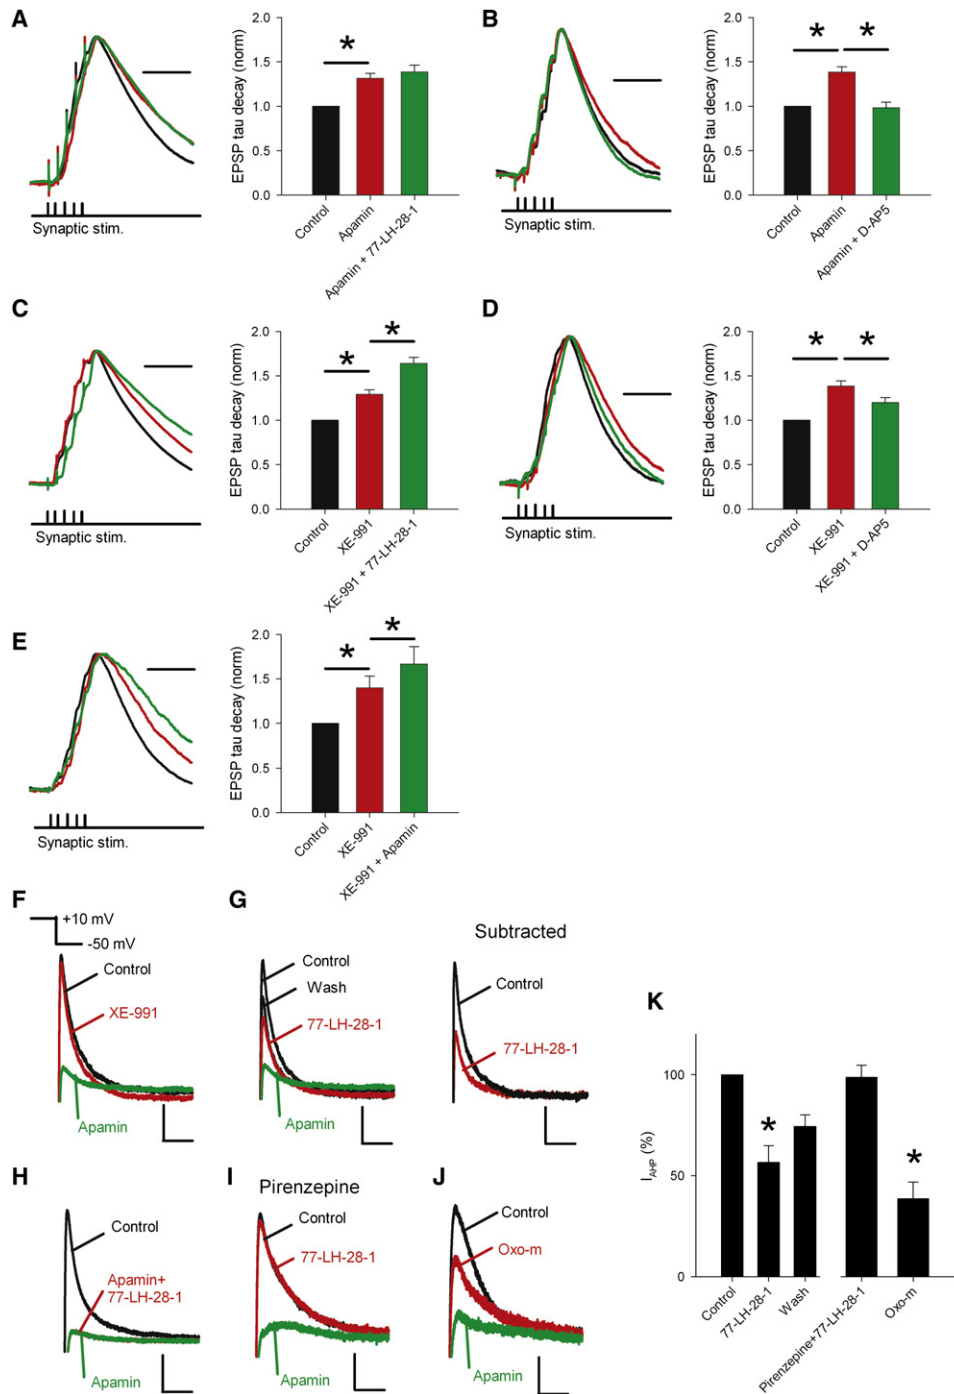 A
EPSP tau decay (norm)
2.0
1.5
1.0
0.5
0.0
*
Control
Apamin
Apamin + 77-LH-28-1
Synaptic stim.
B
EPSP tau decay (norm)
2.0
1.5
1.0
0.5
0.0
*
*
Control
Apamin
Apamin + D-AP5
Synaptic stim.
C
EPSP tau decay (norm)
2.0
1.5
1.0
0.5
0.0
*
*
Control
XE-991
XE-991 + 77-LH-28-1
Synaptic stim.
D
EPSP tau decay (norm)
2.0
1.5
1.0
0.5
0.0
*
*
Control
XE-991
XE-991 + D-AP5
Synaptic stim.
E
EPSP tau decay (norm)
2.0
1.5
1.0
0.5
0.0
*
*
Control
XE-991
XE-991 + Apamin
Synaptic stim.
F
+10 mV
-50 mV
Control
XE-991
Apamin
G
Control
Wash
77-LH-28-1
Apamin
Subtracted
Control
77-LH-28-1
H
Control
Apamin+
77-LH-28-1
Apamin
I
Pirenzepine
Control
77-LH-28-1
Apamin
J
Control
Oxo-m
Apamin
K
IAHP (%)
100
50
0
*
*
Control
77-LH-28-1
Wash
Pirenzepine+77-LH-28-1
Oxo-m